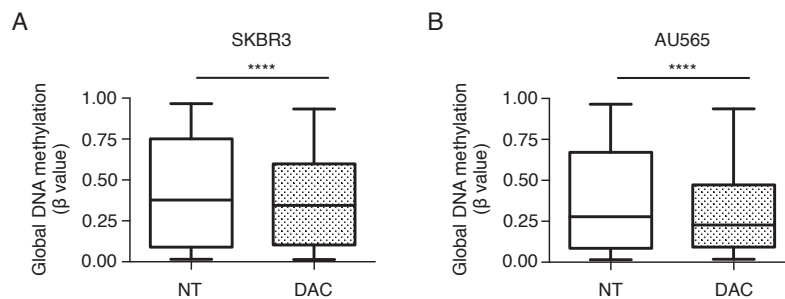 A
SKBR3
****
Global DNA methylation
(β value)
1.00
0.75
0.50
0.25
0.00
NT DAC
B
AU565
****
Global DNA methylation
(β value)
1.00
0.75
0.50
0.25
0.00
NT DAC